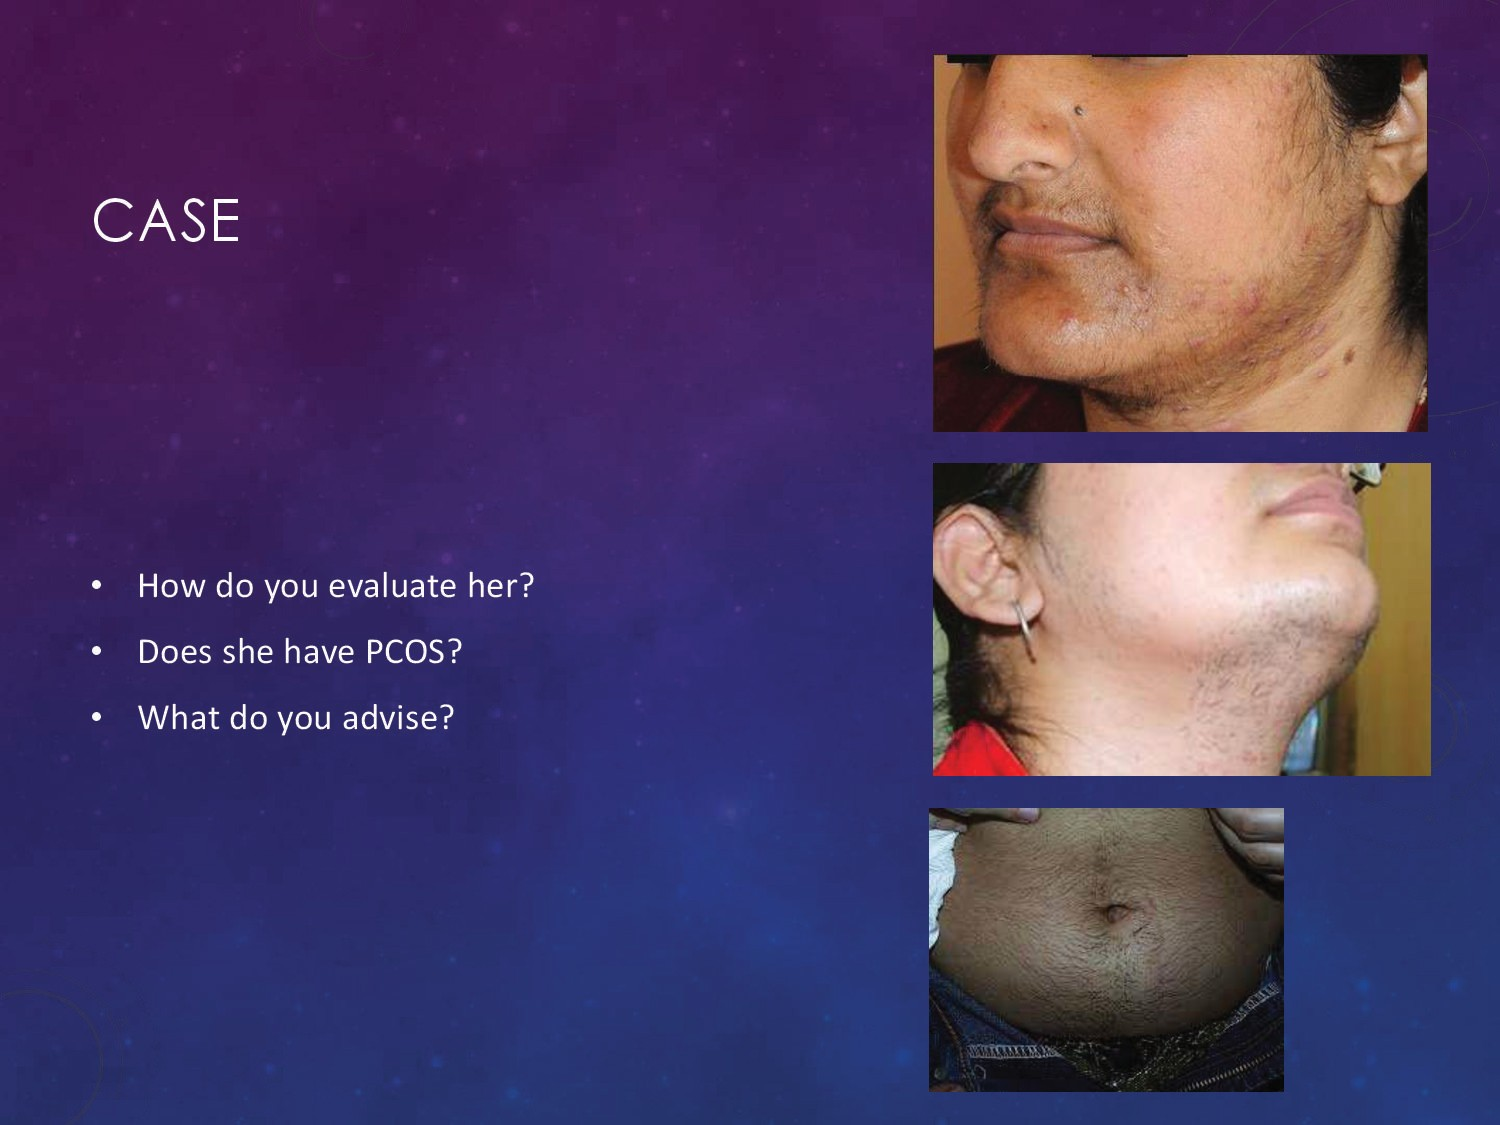 CASE
• How do you evaluate her?
• Does she have PCOS?
• What do you advise?